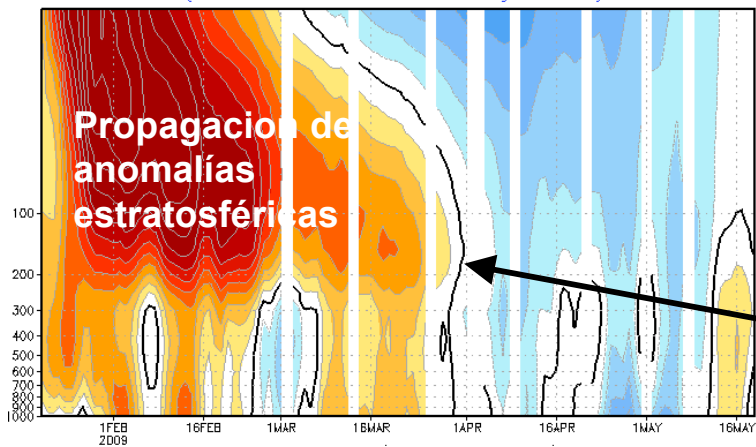 Propagacion de
anomalías
estratosféricas
100
200
300
400
500
600
700
800
900
1000
1FEB
2009
16FEB
1MAR
16MAR
1APR
16APR
1MAY
16MAY